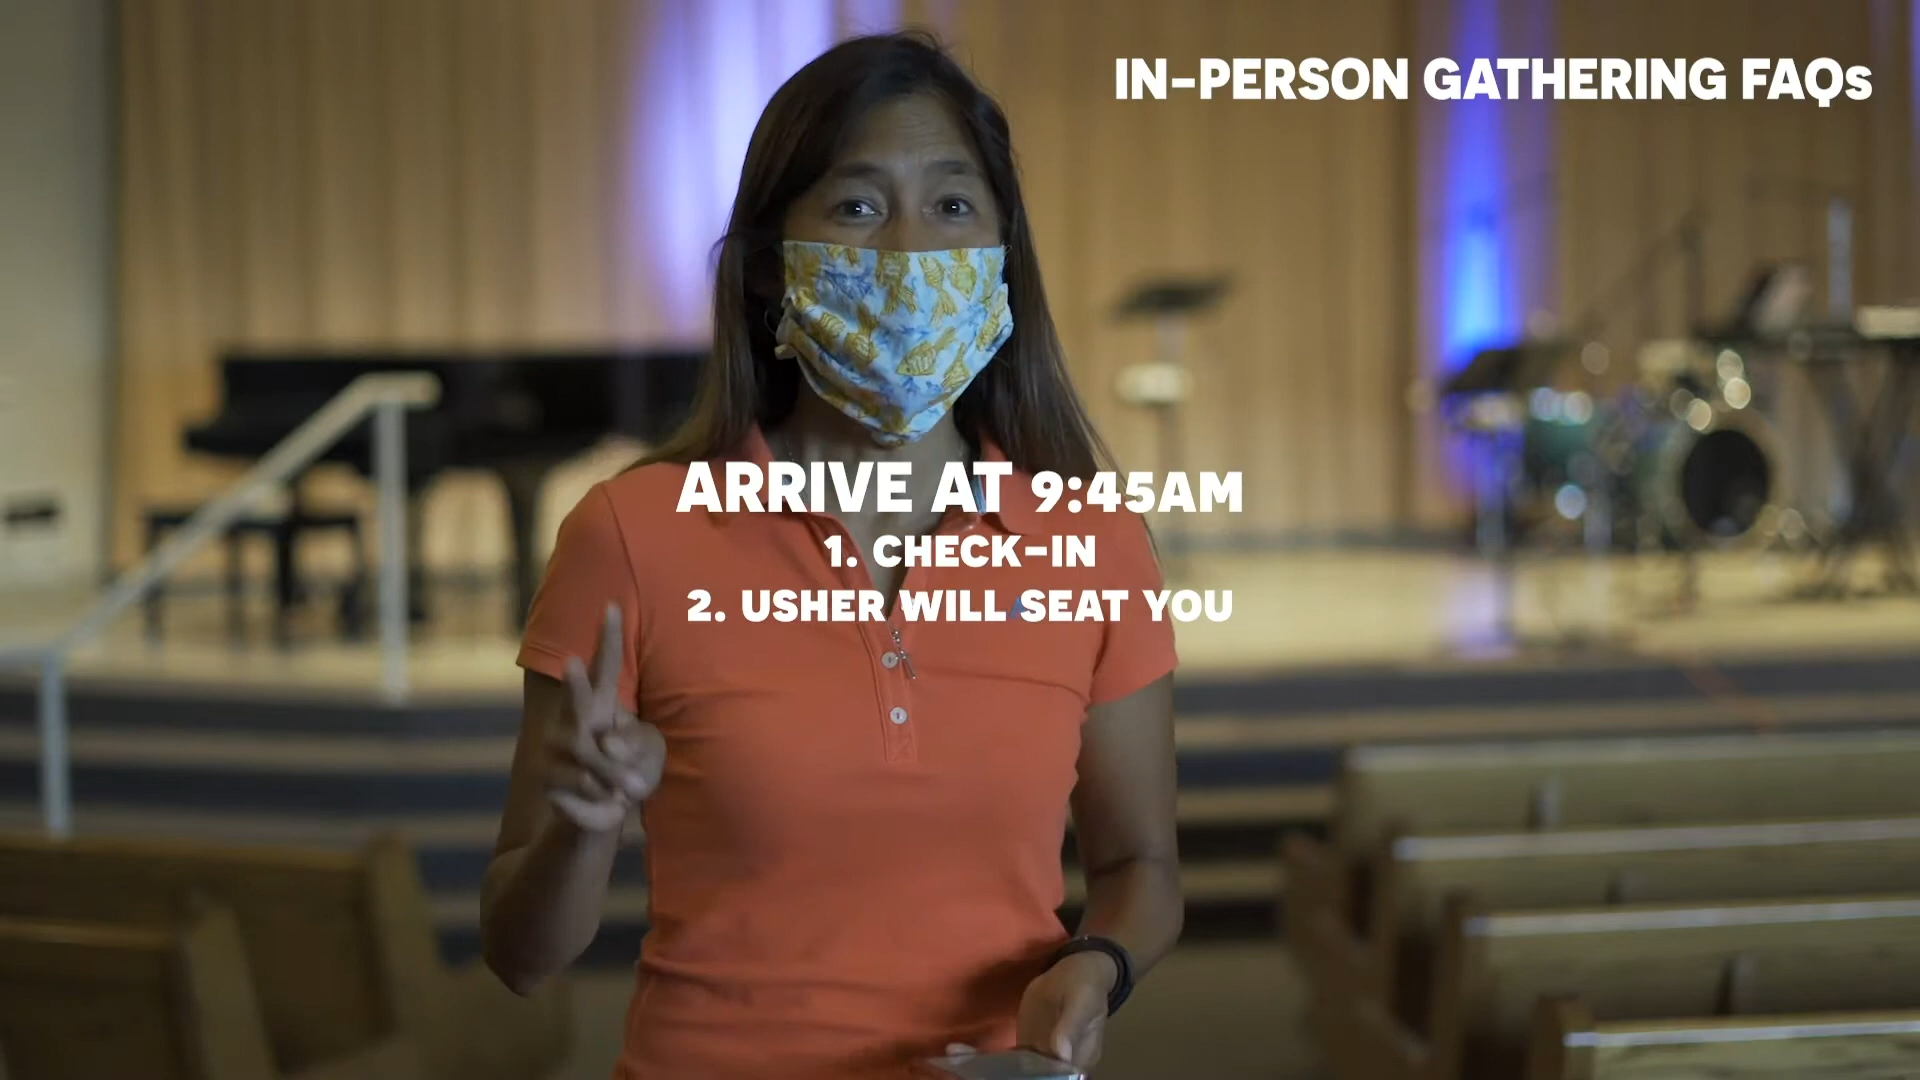 IN-PERSON GATHERING FAQs
ARRIVE AT 9:45AM
1. CHECK-IN
2. USHER WILL SEAT YOU